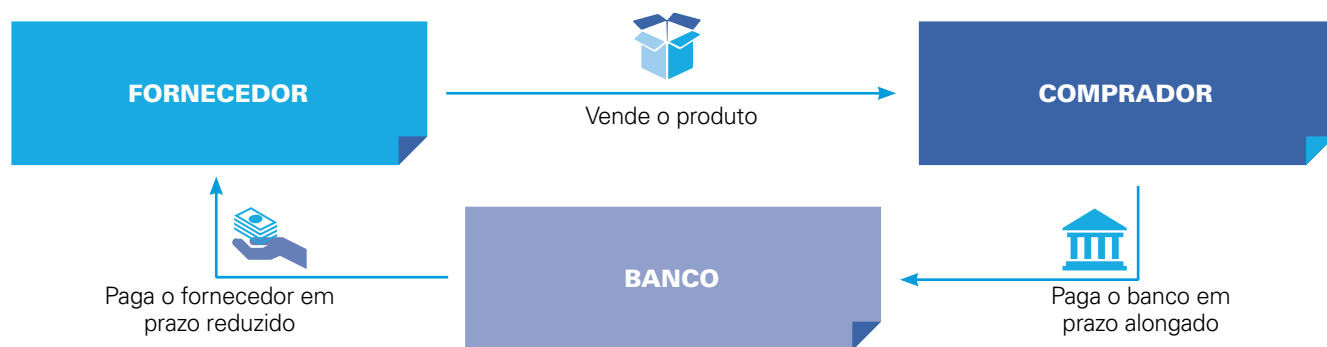 FORNECEDOR
Vende o produto
COMPRADOR
Paga o fornecedor em
prazo reduzido
BANCO
Paga o banco em
prazo alongado